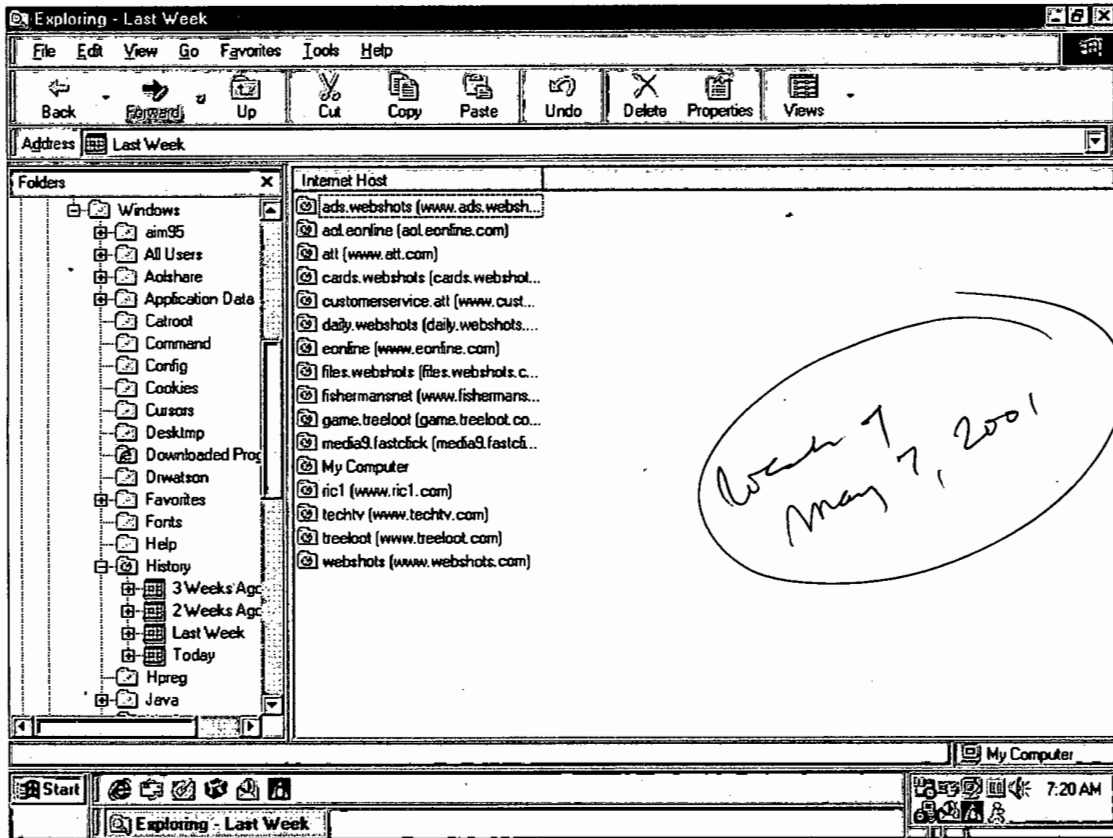 Exploring - Last Week
File Edit View Go Favorites Tools Help
Back Forward Up Cut Copy Paste Undo Delete Properties Views
Address Last Week
Folders
Windows
aim95
All Users
Aolshare
Application Data
Catroot
Command
Config
Cookies
Cursors
Desktmp
Downloaded Prog
Drwatson
Favorites
Fonts
Help
History
3 Weeks Ago
2 Weeks Ago
Last Week
Today
Hpreg
Java
Internet Host
ads.webshots (www.ads.websh...
aol.eonline (aol.eonline.com)
att (www.att.com)
cards.webshots (cards.webshot...
customerservice.att (www.cust...
daily.webshots (daily.webshots....
eonline (www.eonline.com)
files.webshots (files.webshots.c...
fishermansnet (www.fishermans...
game.treeloot (game.treeloot.co...
media9.fastclick (media9.fastcli...
My Computer
ric1 (www.ric1.com)
techtv (www.techtv.com)
treeloot (www.treeloot.com)
webshots (www.webshots.com)
Week of
May 7, 2001
My Computer
Start
7:20 AM
Exploring - Last Week